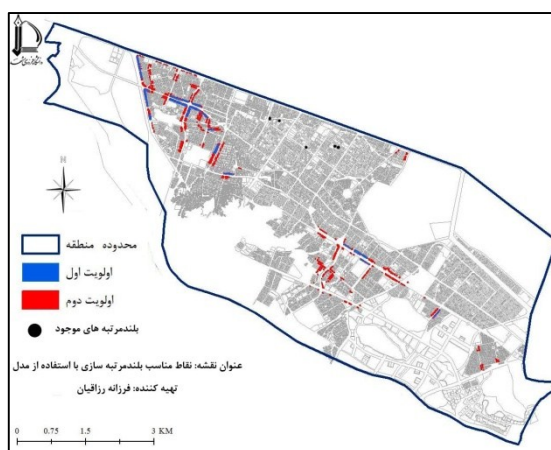 N
محدوده منطقه
اولویت اول
اولویت دوم
بلندمرتبه های موجود
عنوان نقشه: نقاط مناسب بلندمرتبه سازی با استفاده از مدل
تهیه کننده: فرزانه رزاقیان
0 0.75 1.5 3 KM